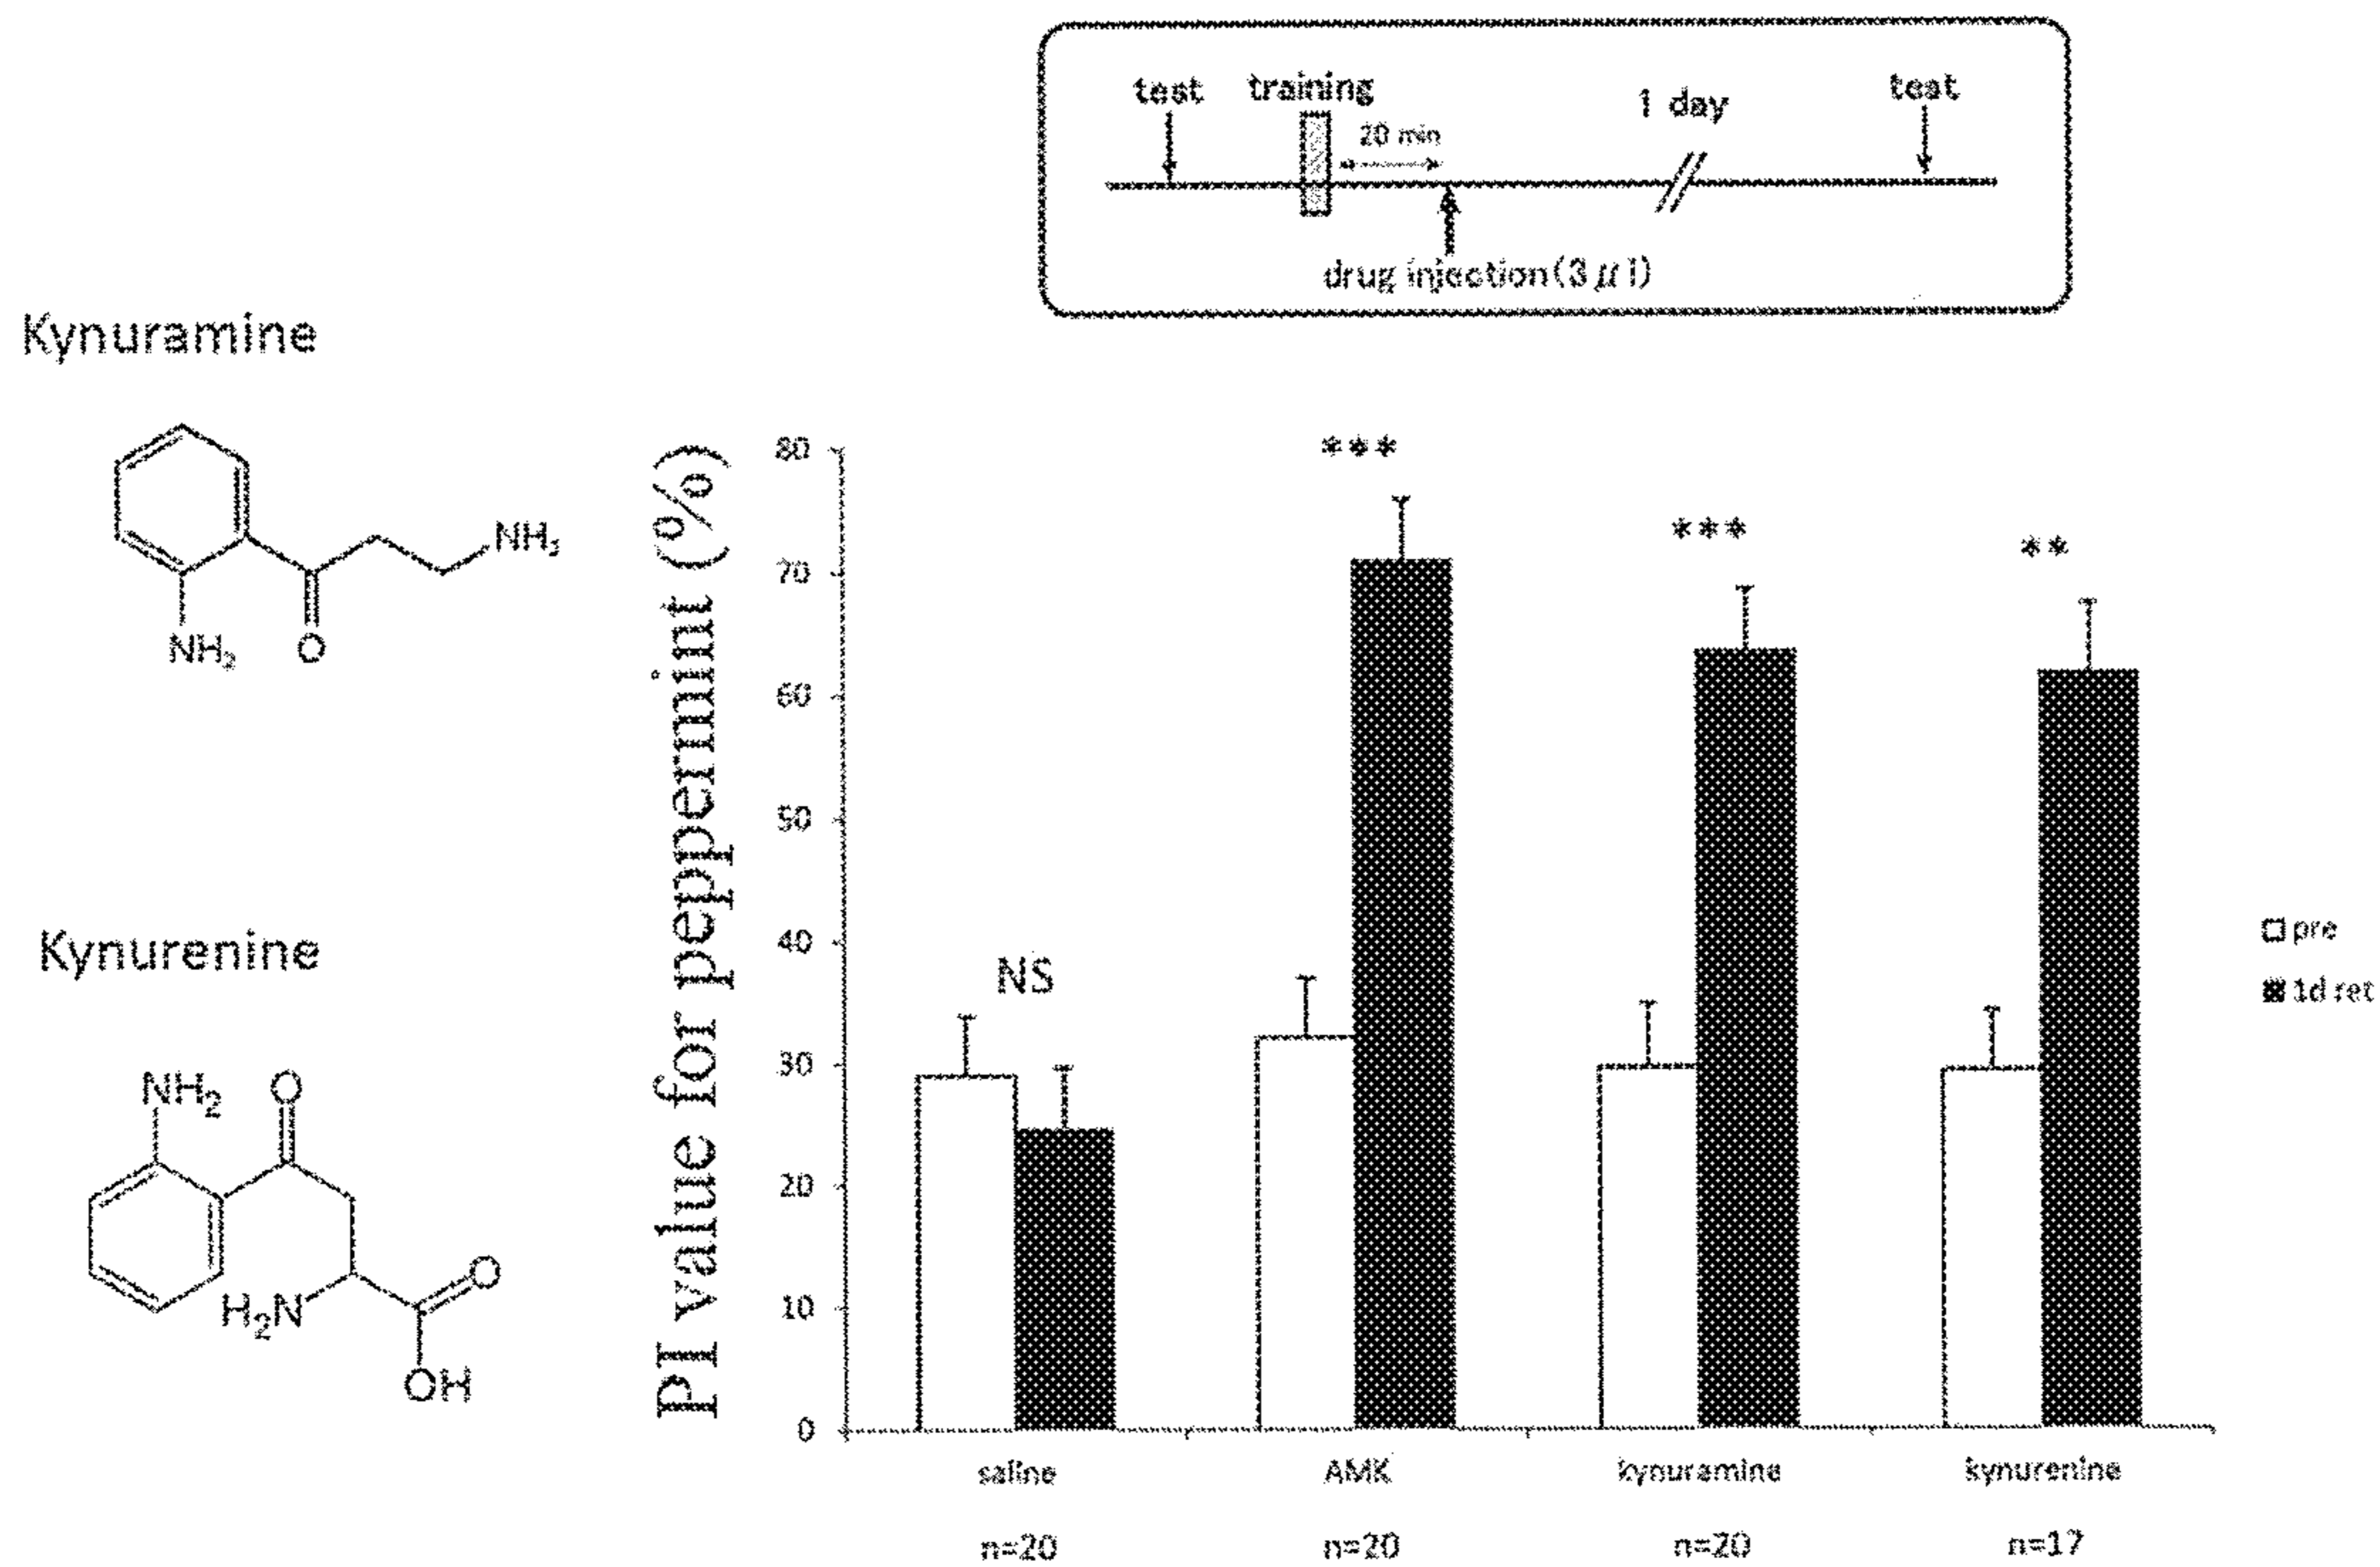 test training 1 day test
20 min
drug injection(3μl)
Kynuramine
NH₂
NH₂ O
Kynurenine
NH₂ O
O
H₂N
OH
PI value for peppermint (%)
80
70
60
50
40
30
20
10
0
***
***
**
NS
pre
1d ret
saline AMK kynuramine kynurenine
n=20 n=20 n=20 n=17